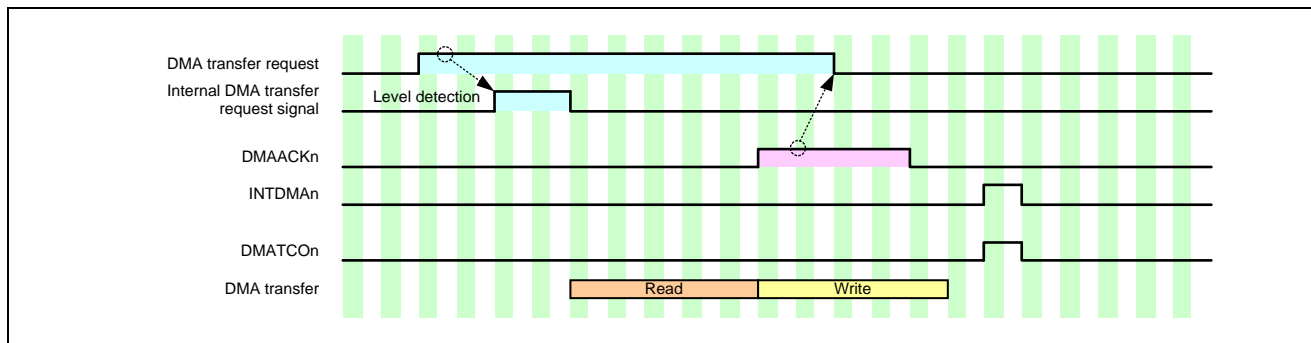 DMA transfer request
Internal DMA transfer
request signal
Level detection
DMAACKn
INTDMAn
DMATCOn
DMA transfer
Read
Write